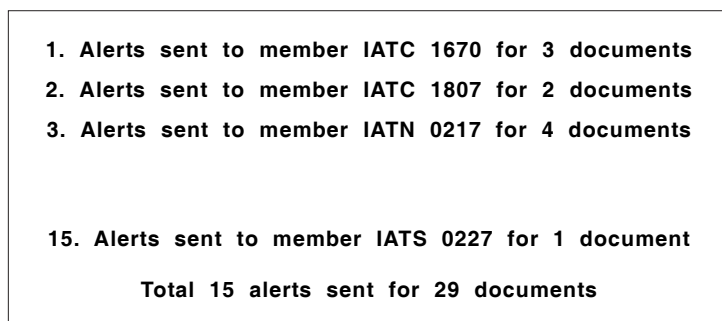 1. Alerts sent to member IATC 1670 for 3 documents
2. Alerts sent to member IATC 1807 for 2 documents
3. Alerts sent to member IATN 0217 for 4 documents
15. Alerts sent to member IATS 0227 for 1 document
Total 15 alerts sent for 29 documents